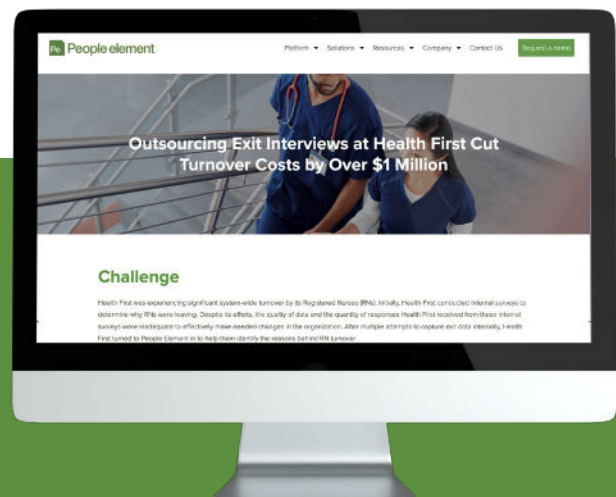 Pe People element
Platform Solutions Resources Company Contact Us Request a demo
Outsourcing Exit Interviews at Health First Cut
Turnover Costs by Over $1 Million
Challenge
Health First was experiencing significant system-wide turnover by its Registered Nurses (RNs). Initially, Health First conducted internal surveys to
determine why RNs were leaving. Despite its efforts, the quality of data and the quantity of responses Health First received from these internal
surveys were inadequate to effectively make needed changes in the organization. After multiple attempts to capture exit data internally, Health
First turned to People Element in to help them identify the reasons behind RN turnover.